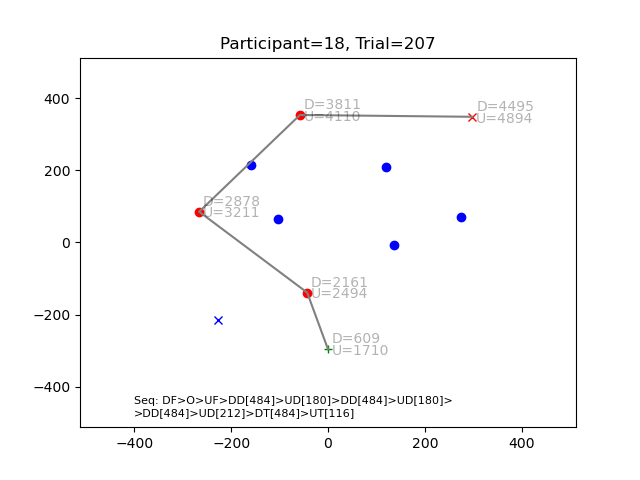 Participant=18, Trial=207
400
200
0
−200
−400
−400
−200
0
200
400
D=3811
U=4110
D=4495
U=4894
D=2878
U=3211
D=2161
U=2494
D=609
U=1710
Seq: DF>O>UF>DD[484]>UD[180]>DD[484]>UD[180]>
>DD[484]>UD[212]>DT[484]>UT[116]